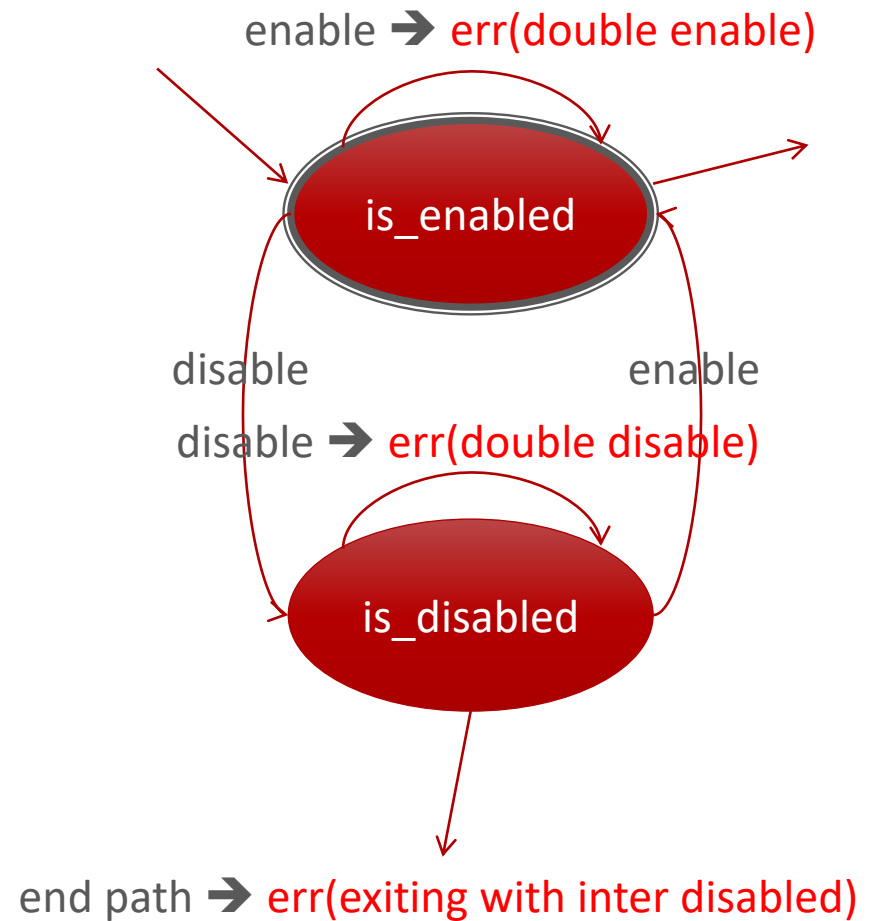 enable ➔ err(double enable)
is_enabled
disable
enable
disable ➔ err(double disable)
is_disabled
end path ➔ err(exiting with inter disabled)